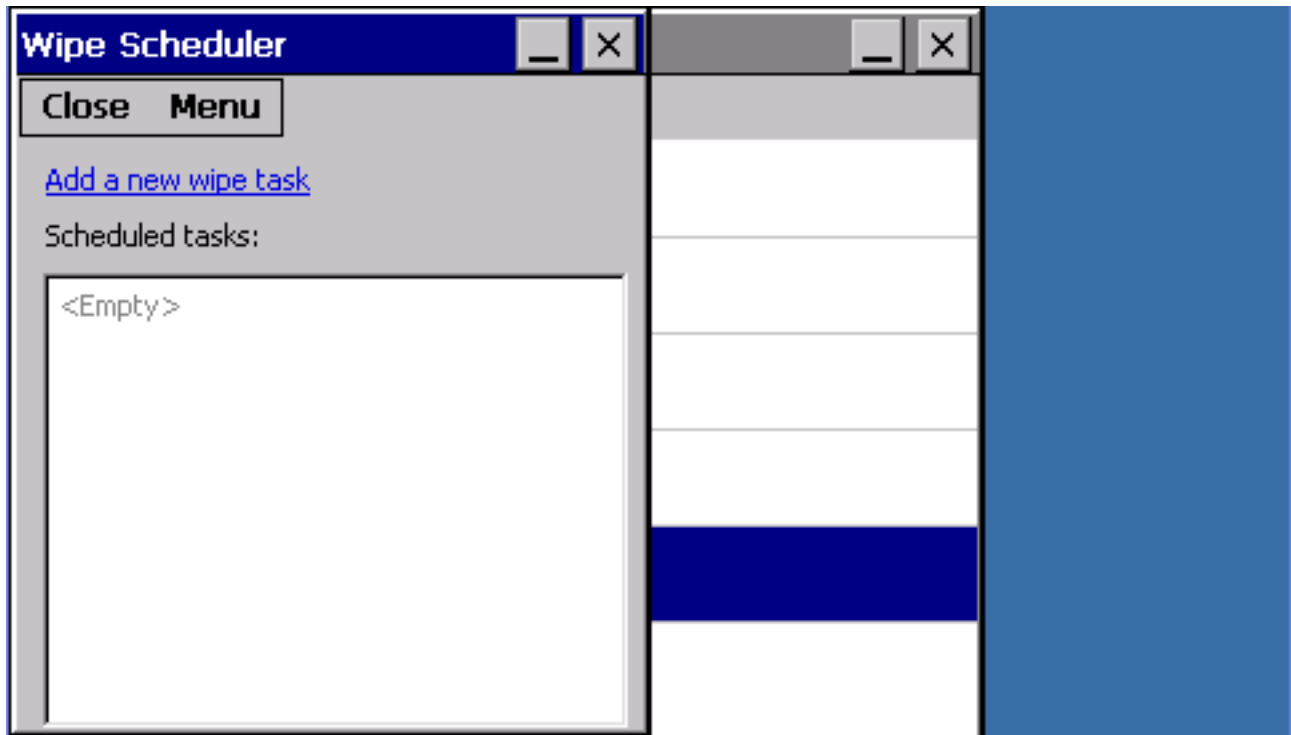 Wipe Scheduler
Close Menu
Add a new wipe task
Scheduled tasks:
<Empty>